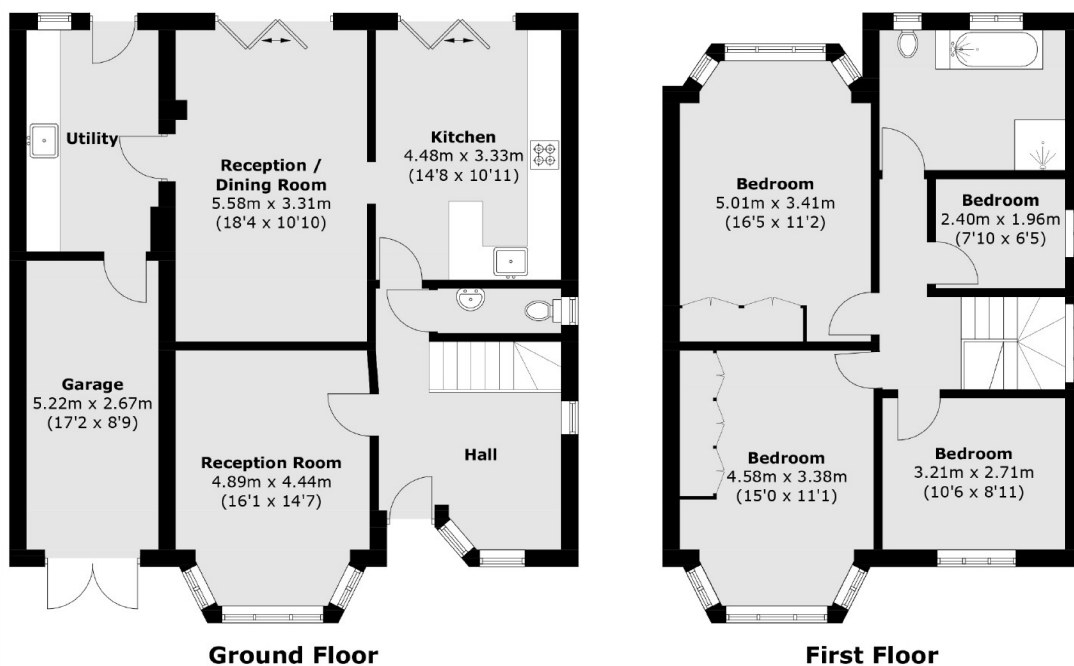 Utility
Reception /
Dining Room
5.58m x 3.31m
(18'4 x 10'10)
Kitchen
4.48m x 3.33m
(14'8 x 10'11)
Garage
5.22m x 2.67m
(17'2 x 8'9)
Reception Room
4.89m x 4.44m
(16'1 x 14'7)
Hall
Ground Floor
Bedroom
5.01m x 3.41m
(16'5 x 11'2)
Bedroom
2.40m x 1.96m
(7'10 x 6'5)
Bedroom
4.58m x 3.38m
(15'0 x 11'1)
Bedroom
3.21m x 2.71m
(10'6 x 8'11)
First Floor